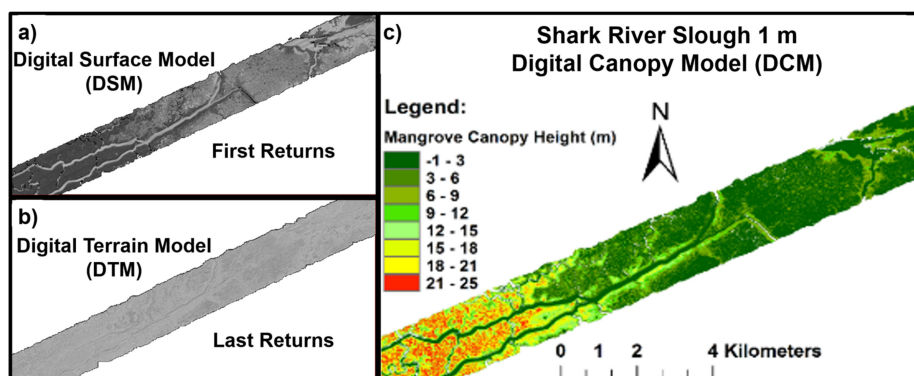 a)
Digital Surface Model
(DSM)
First Returns
b)
Digital Terrain Model
(DTM)
Last Returns
c)
Shark River Slough 1 m
Digital Canopy Model (DCM)
Legend:
Mangrove Canopy Height (m)
-1 - 3
3 - 6
6 - 9
9 - 12
12 - 15
15 - 18
18 - 21
21 - 25
N
0 1 2 4 Kilometers